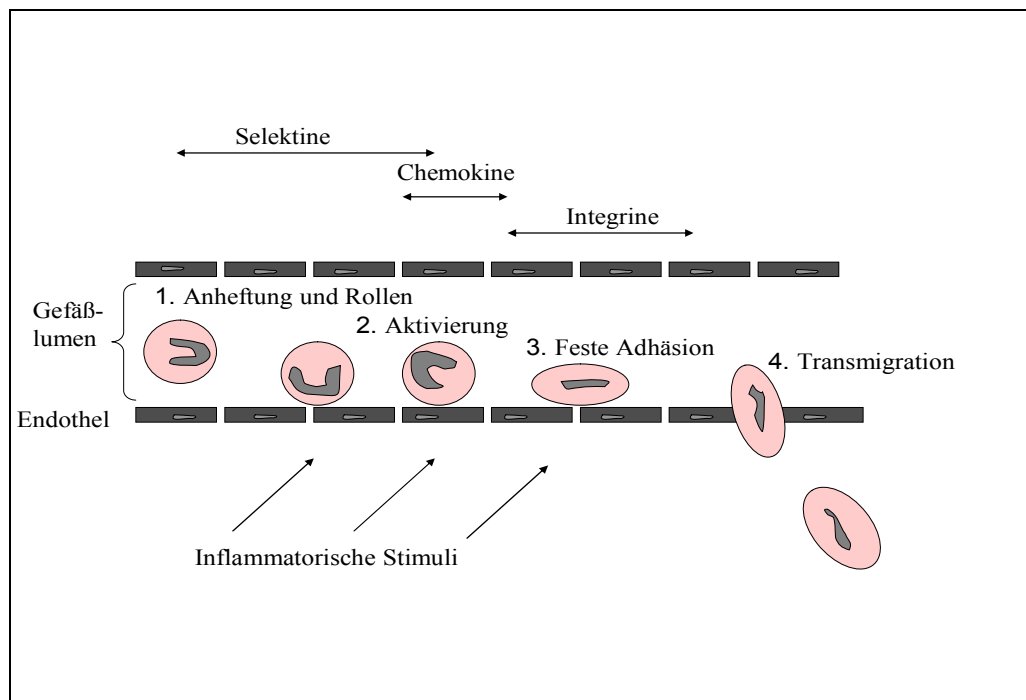 Selektine
Chemokine
Integrine
Gefäß-
lumen
1. Anheftung und Rollen
2. Aktivierung
3. Feste Adhäsion
4. Transmigration
Endothel
Inflammatorische Stimuli